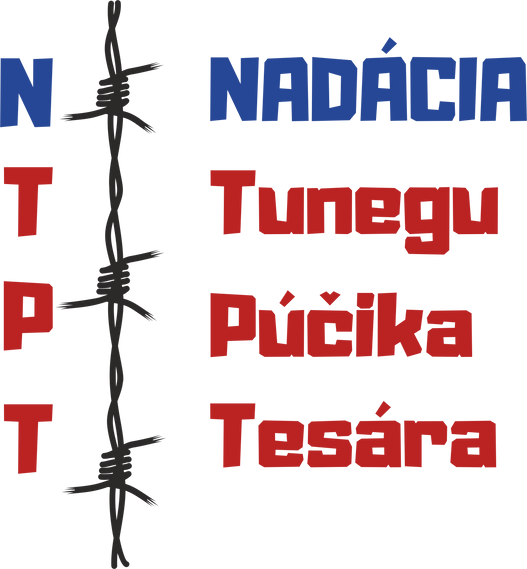 N NADÁCIA
T Tunegu
P Púčika
T Tesára